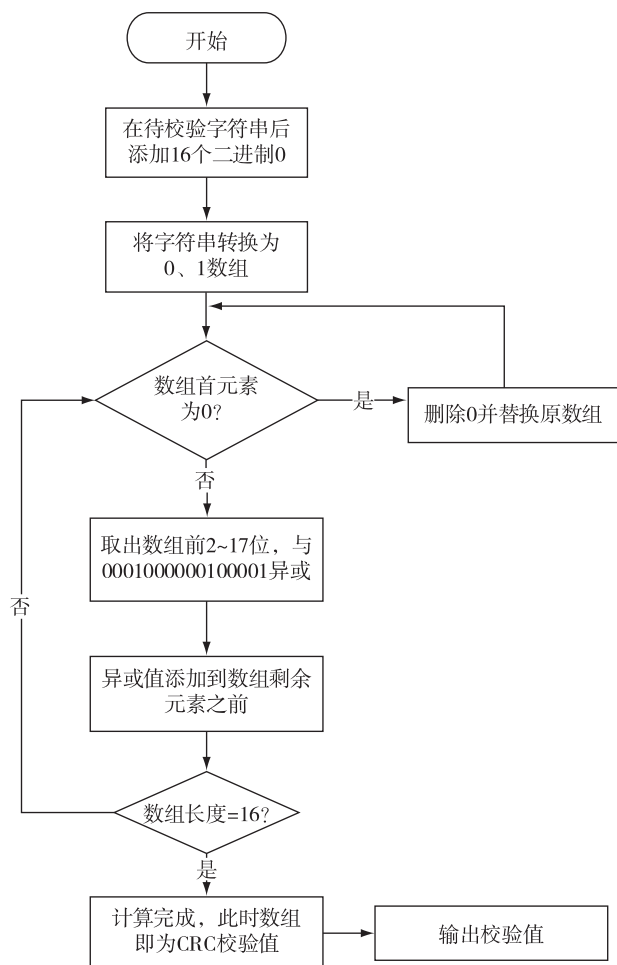 开始
在待校验字符串后
添加16个二进制0
将字符串转换为
0、1数组
数组首元素
为0?
是
删除0并替换原数组
否
取出数组前2~17位，与
0001000000100001异或
否
异或值添加到数组剩余
元素之前
数组长度=16?
是
计算完成，此时数组
即为CRC校验值
输出校验值